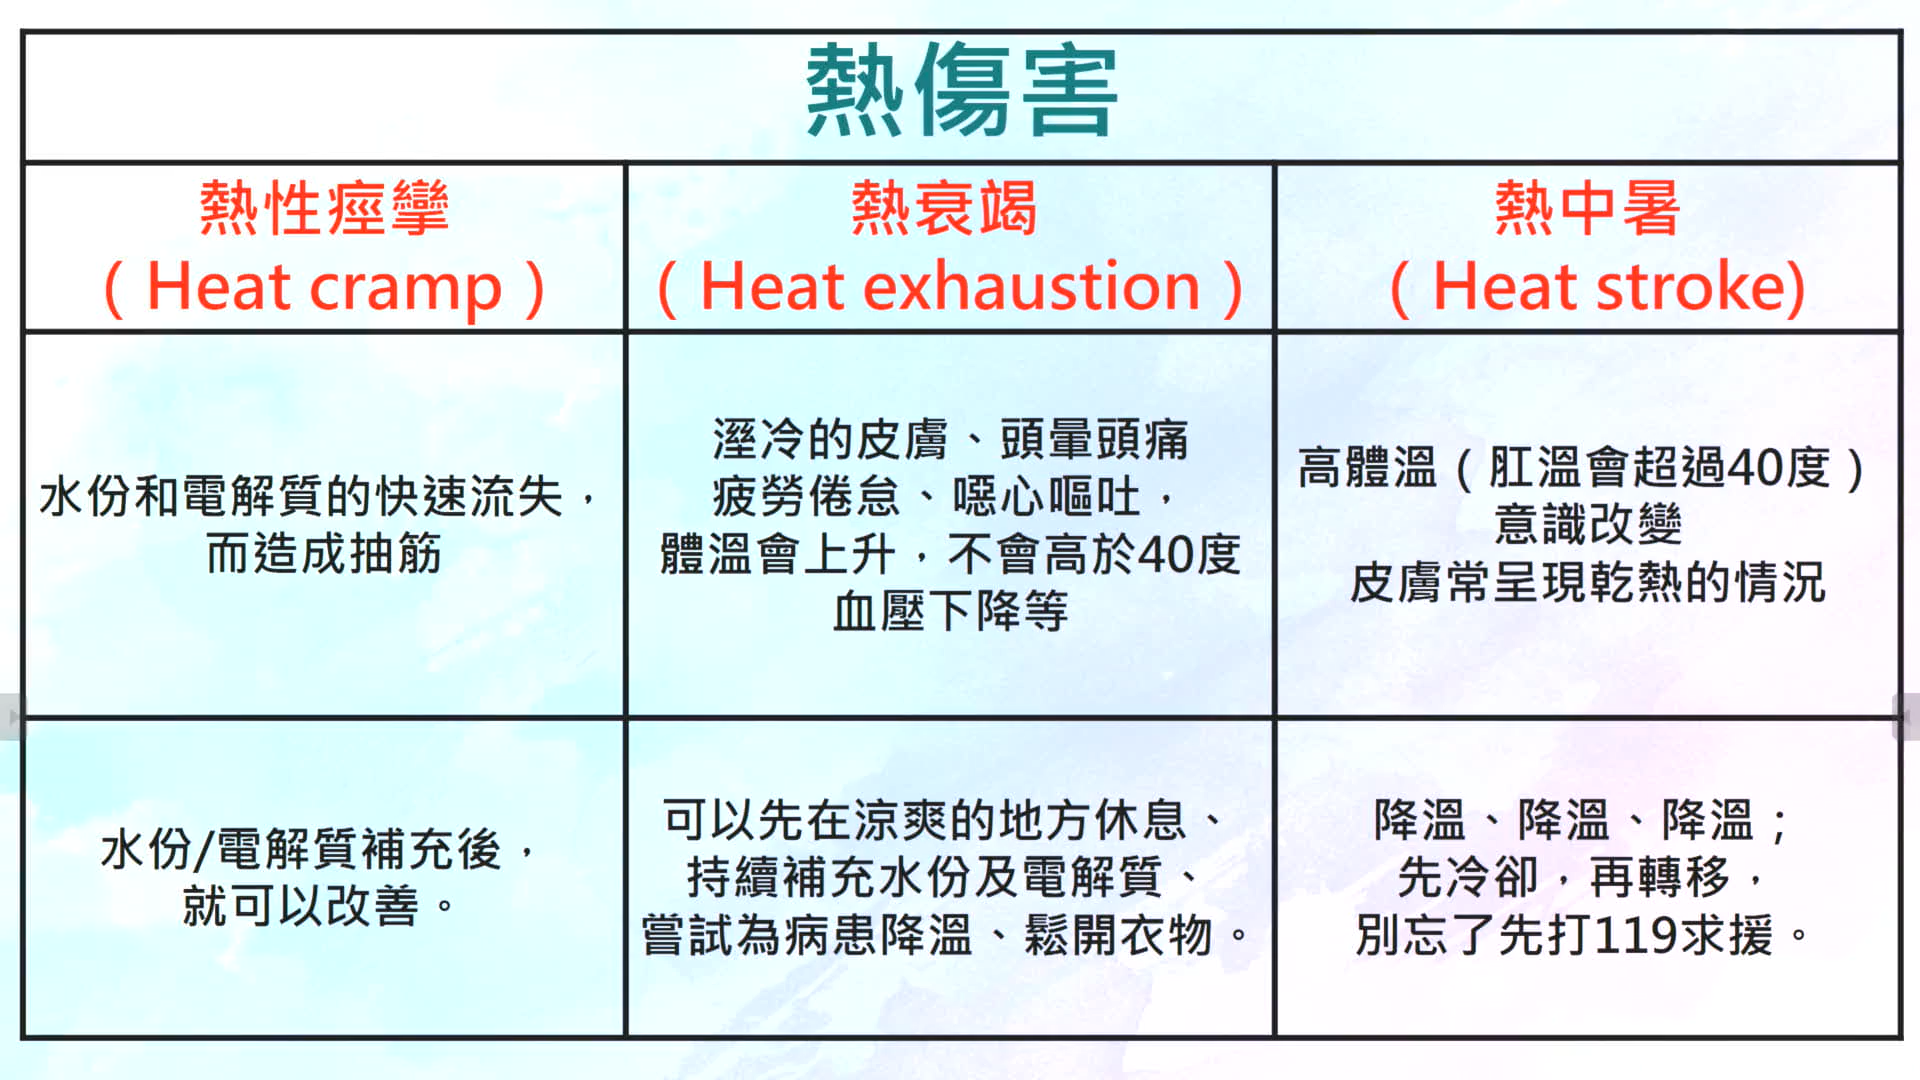 熱傷害
熱性痙攣
（Heat cramp）
熱衰竭
（Heat exhaustion）
熱中暑
（Heat stroke)
水份和電解質的快速流失，
而造成抽筋
溼冷的皮膚、頭暈頭痛
疲勞倦怠、噁心嘔吐，
體溫會上升，不會高於40度
血壓下降等
高體溫（肛溫會超過40度）
意識改變
皮膚常呈現乾熱的情況
水份/電解質補充後，
就可以改善。
可以先在涼爽的地方休息、
持續補充水份及電解質、
嘗試為病患降溫、鬆開衣物。
降溫、降溫、降溫；
先冷卻，再轉移，
別忘了先打119求援。